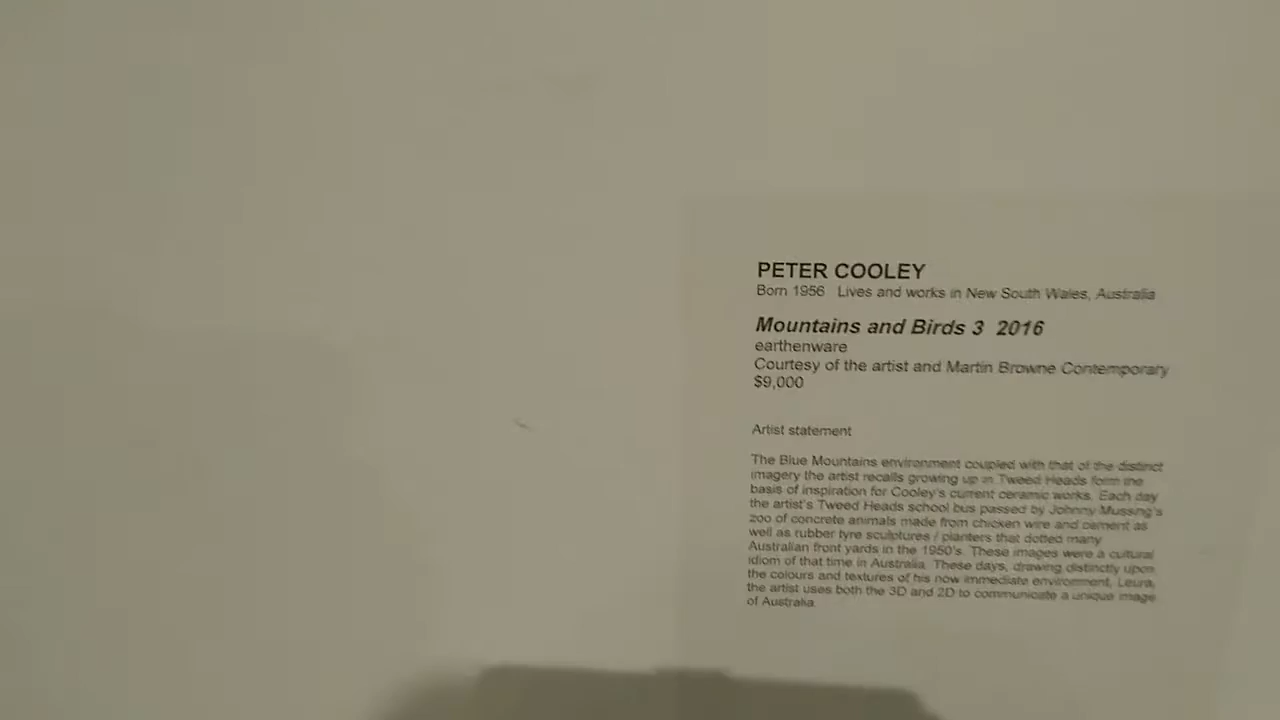 PETER COOLEY
Born 1956 Lives and works in New South Wales, Australia
Mountains and Birds 3 2016
earthenware
Courtesy of the artist and Martin Browne Contemporary
$9,000
Artist statement
The Blue Mountains environment coupled with that of the distinct
imagery the artist recalls growing up in Tweed Heads form the
basis of inspiration for Cooley's current ceramic works. Each day
the artist's Tweed Heads school bus passed by Johnny Mussing's
zoo of concrete animals made from chicken wire and cement as
well as rubber tyre sculptures / planters that dotted many
Australian front yards in the 1950's. These images were a cultural
idiom of that time in Australia. These days, drawing distinctly upon
the colours and textures of his now immediate environment, Leura,
the artist uses both the 3D and 2D to communicate a unique image
of Australia.